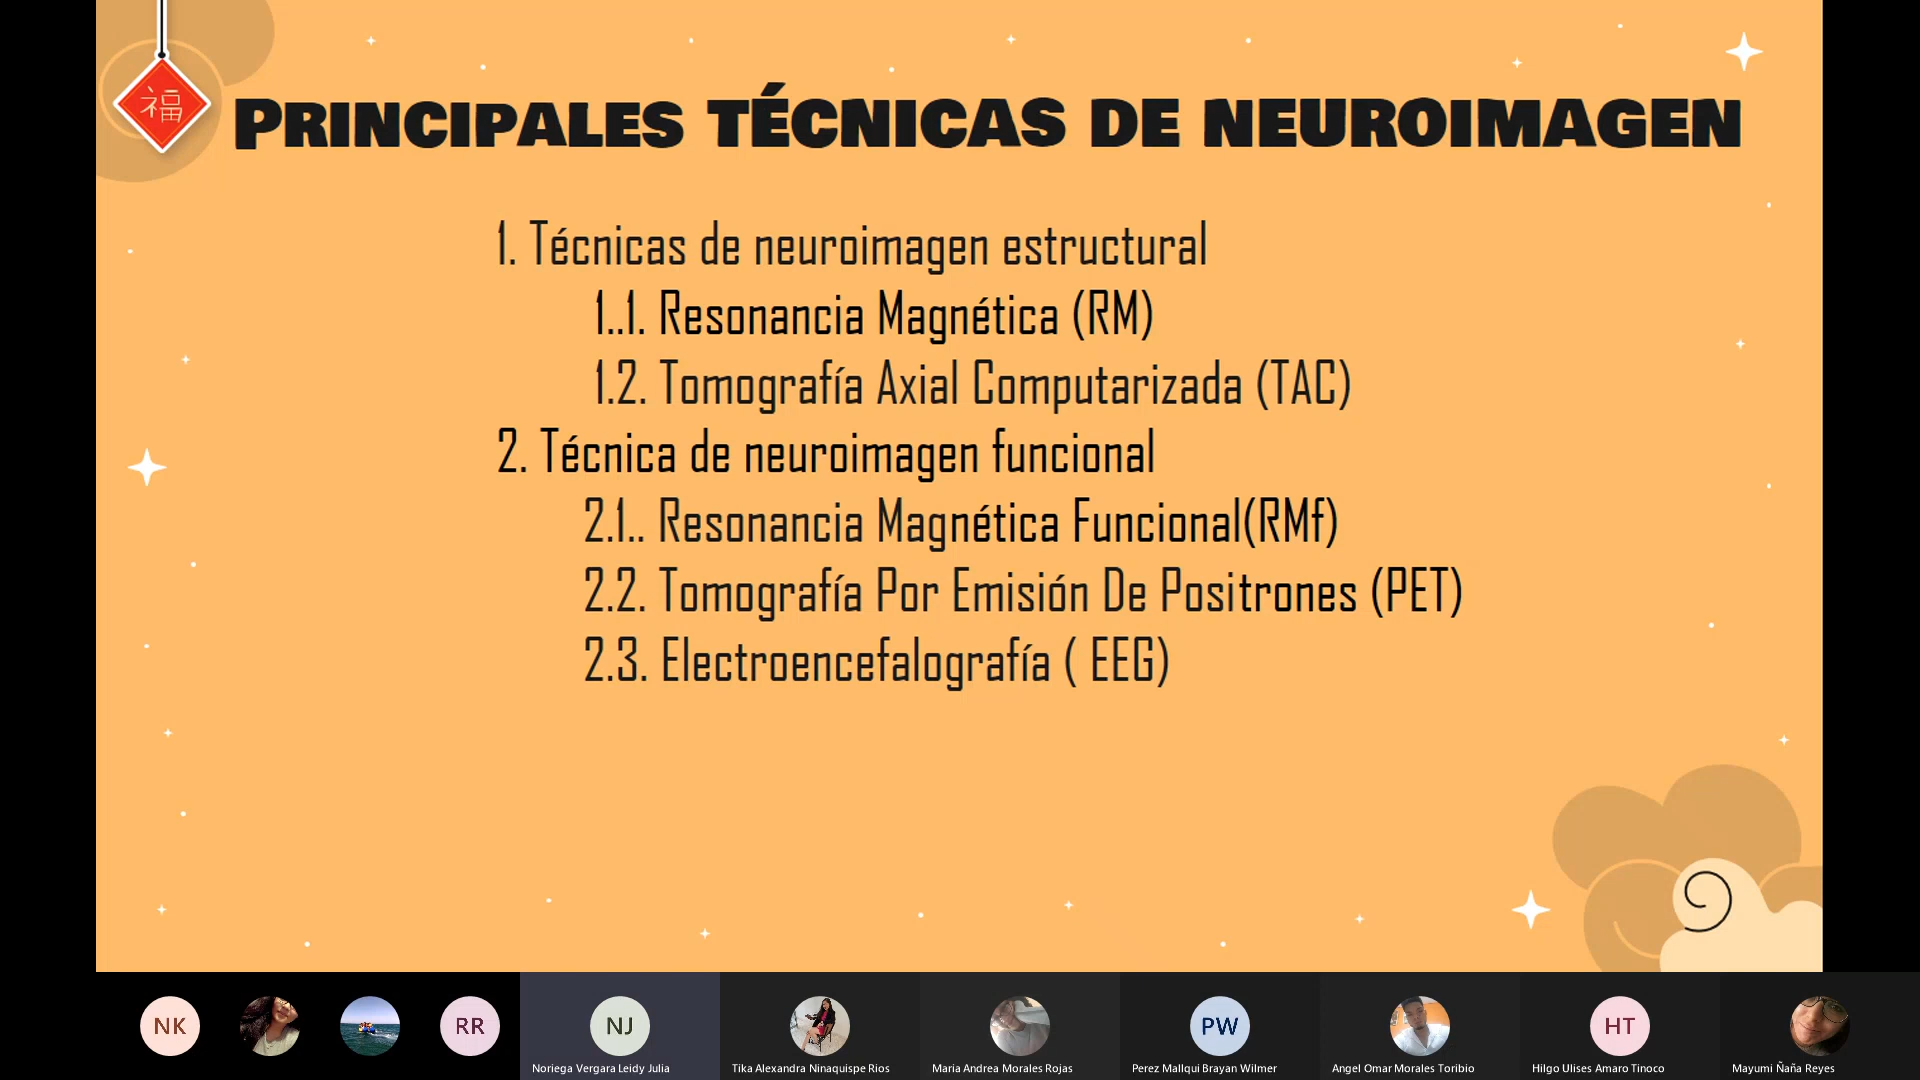 福
PRINCIPALES TÉCNICAS DE NEUROIMAGEN
1. Técnicas de neuroimagen estructural
1..1. Resonancia Magnética (RM)
1.2. Tomografía Axial Computarizada (TAC)
2. Técnica de neuroimagen funcional
2.1.. Resonancia Magnética Funcional(RMf)
2.2. Tomografía Por Emisión De Positrones (PET)
2.3. Electroencefalografía ( EEG)
NK
RR
NJ
PW
HT
Noriega Vergara Leidy Julia
Tika Alexandra Ninaquispe Rios
Maria Andrea Morales Rojas
Perez Mallqui Brayan Wilmer
Angel Omar Morales Toribio
Hilgo Ulises Amaro Tinoco
Mayumi Ñaña Reyes